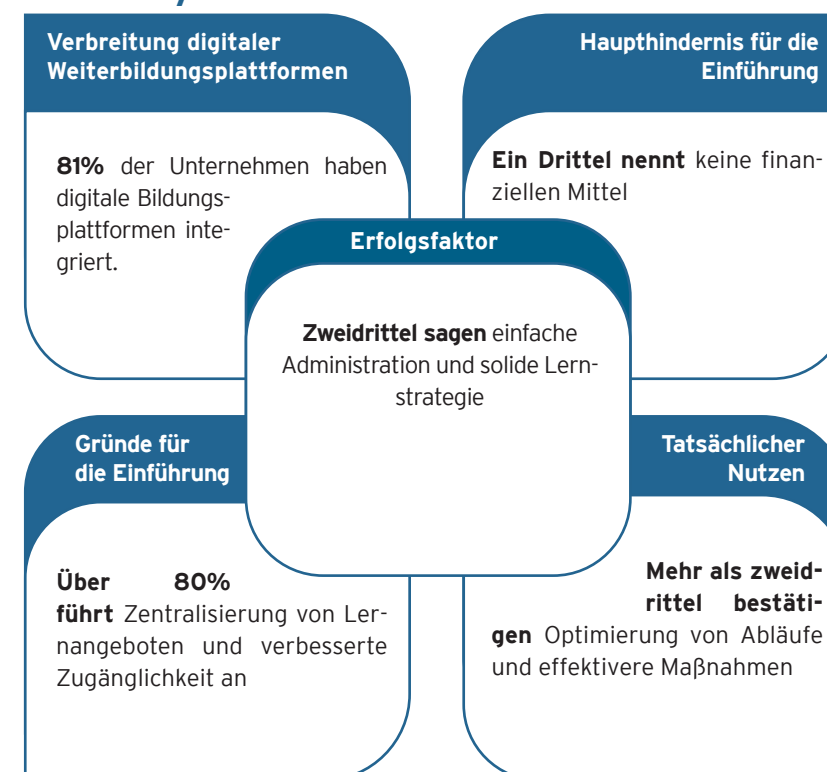 Verbreitung digitaler
Weiterbildungsplattformen
81% der Unternehmen haben
digitale Bildungs-
plattformen inte-
griert.
Haupthindernis für die
Einführung
Ein Drittel nennt keine finan-
ziellen Mittel
Erfolgsfaktor
Zweidrittel sagen einfache
Administration und solide Lern-
strategie
Gründe für
die Einführung
Über 80%
führt Zentralisierung von Ler-
nangeboten und verbesserte
Zugänglichkeit an
Tatsächlicher
Nutzen
Mehr als zweid-
rittel bestäti-
gen Optimierung von Abläufe
und effektivere Maßnahmen